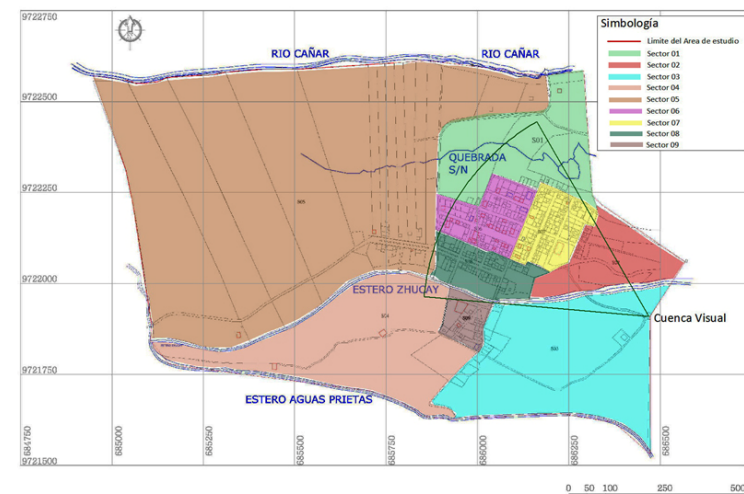 Simbología
Limite del Area de estudio
Sector 01
Sector 02
Sector 03
Sector 04
Sector 05
Sector 06
Sector 07
Sector 08
Sector 09
9722750
RIO CAÑAR
RIO CAÑAR
9722500
S01
QUEBRADA
S/N
9722250
9722000
ESTERO ZHUCAY
Cuenca Visual
9721750
ESTERO AGUAS PRIETAS
9721500
684750
685000
685250
685500
685750
686000
686250
686500
0 50 100 250 500